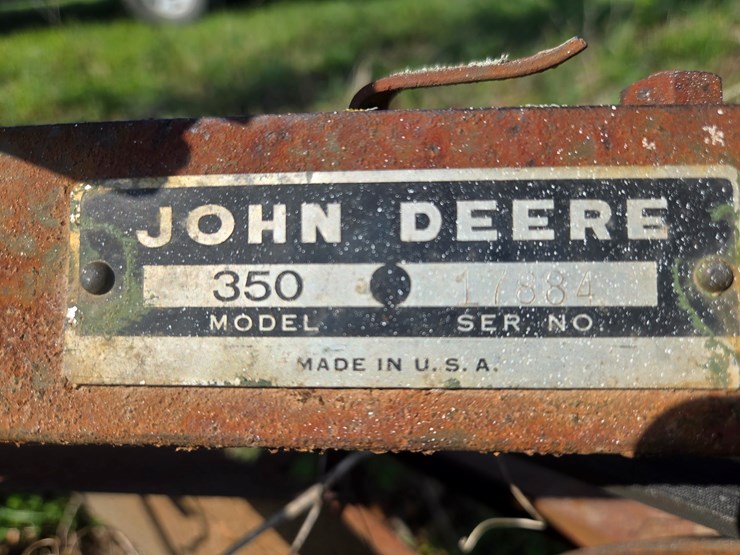 JOHN DEERE
350 17884
MODEL SER. NO.
MADE IN U.S.A.